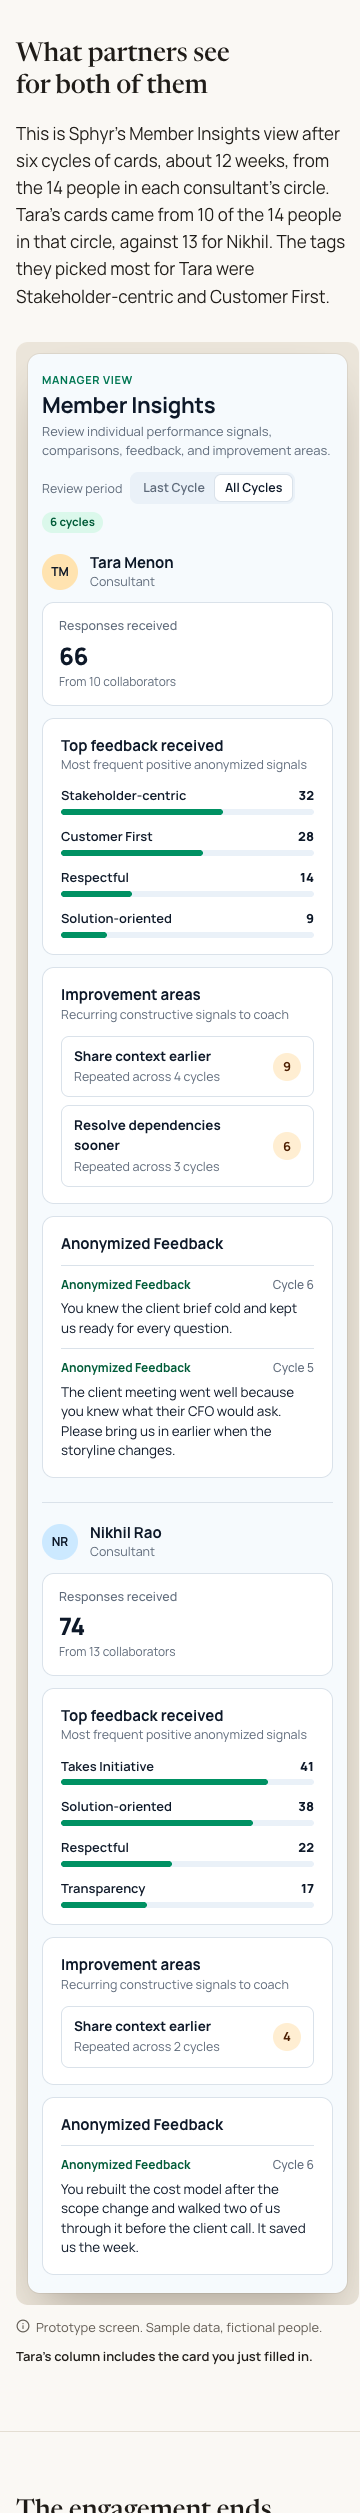 What partners see
for both of them
This is Sphyr's Member Insights view after
six cycles of cards, about 12 weeks, from
the 14 people in each consultant's circle.
Tara's cards came from 10 of the 14 people
in that circle, against 13 for Nikhil. The tags
they picked most for Tara were
Stakeholder-centric and Customer First.
MANAGER VIEW
Member Insights
Review individual performance signals,
comparisons, feedback, and improvement areas.
Review period Last Cycle All Cycles
6 cycles
TM Tara Menon
Consultant
Responses received
66
From 10 collaborators
Top feedback received
Most frequent positive anonymized signals
Stakeholder-centric 32
Customer First 28
Respectful 14
Solution-oriented 9
Improvement areas
Recurring constructive signals to coach
Share context earlier 9
Repeated across 4 cycles
Resolve dependencies
sooner 6
Repeated across 3 cycles
Anonymized Feedback
Anonymized Feedback Cycle 6
You knew the client brief cold and kept
us ready for every question.
Anonymized Feedback Cycle 5
The client meeting went well because
you knew what their CFO would ask.
Please bring us in earlier when the
storyline changes.
NR Nikhil Rao
Consultant
Responses received
74
From 13 collaborators
Top feedback received
Most frequent positive anonymized signals
Takes Initiative 41
Solution-oriented 38
Respectful 22
Transparency 17
Improvement areas
Recurring constructive signals to coach
Share context earlier 4
Repeated across 2 cycles
Anonymized Feedback
Anonymized Feedback Cycle 6
You rebuilt the cost model after the
scope change and walked two of us
through it before the client call. It saved
us the week.
Prototype screen. Sample data, fictional people.
Tara's column includes the card you just filled in.
The engagement ends